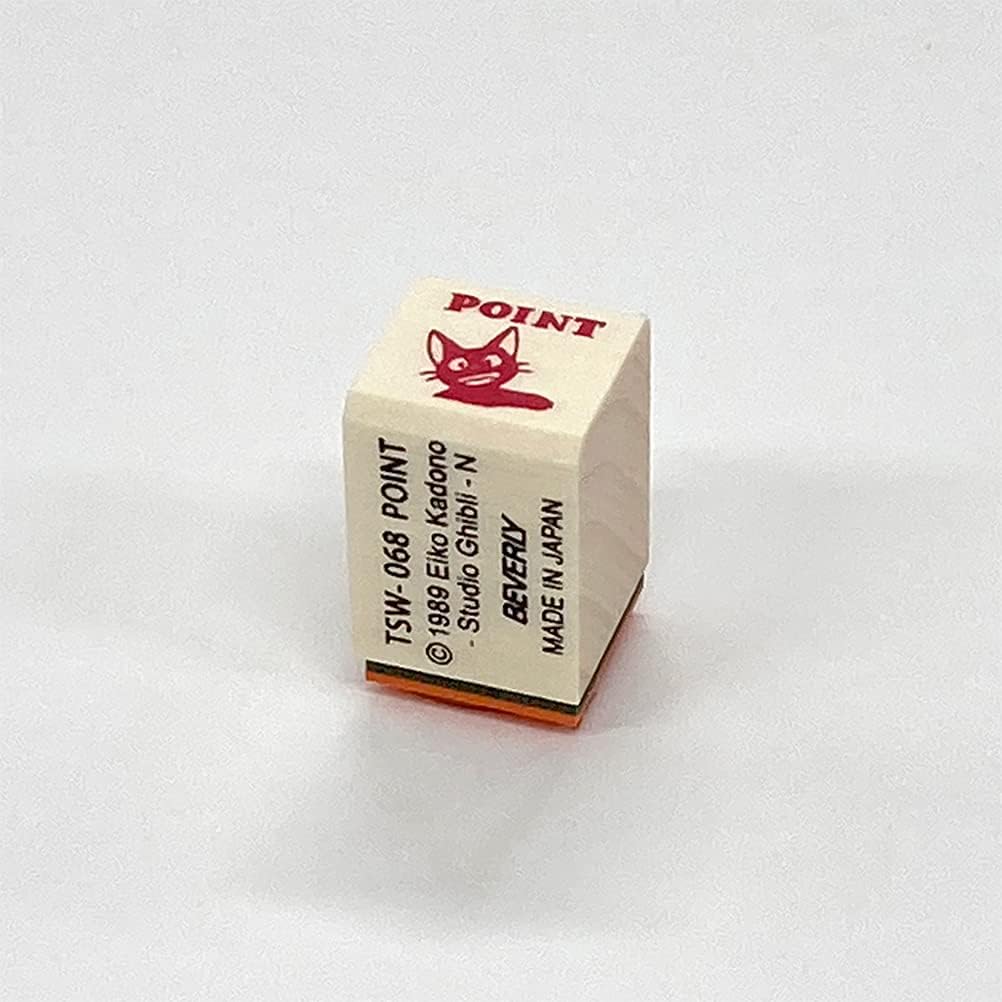 POINT
TSW-068 POINT
©1989 Eiko Kadono
- Studio Ghibli - N
BEVERLY
MADE IN JAPAN